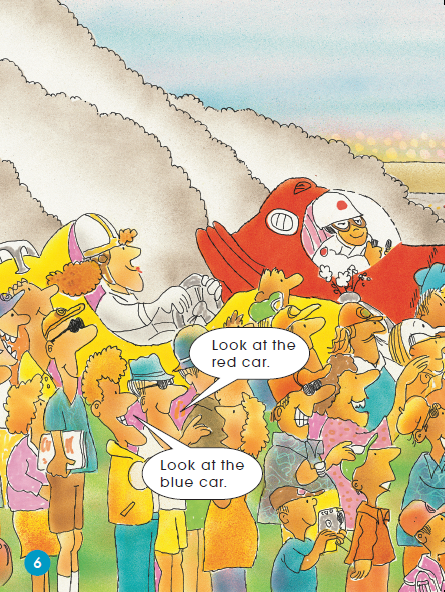 Look at the
red car.
Look at the
blue car.
6